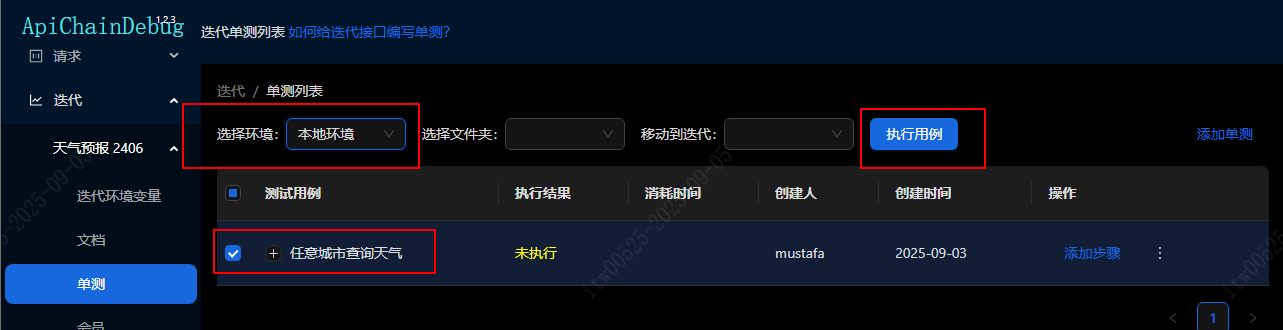 ApiChainDebug 123
迭代单测列表 如何给迭代接口编写单测?
请求
迭代
迭代 / 单测列表
选择环境: 本地环境 选择文件夹: 移动到迭代: 执行用例 添加单测
天气预报 2406
迭代环境变量
测试用例 执行结果 消耗时间 创建人 创建时间 操作
文档
任意城市查询天气 未执行 mustafa 2025-09-03 添加步骤
单测
1
itw00525-2025-09-03